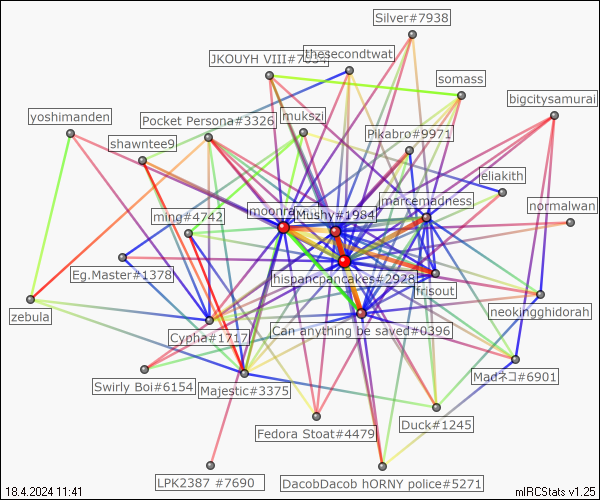 Silver#7938
thesecondtwat
JKOUYH VIII#
somass
bigcitysamurai
mukszi
yoshimanden
Pocket Persona#3326
Pikabro#9971
shawntee9
eliakith
marcemadness
moonra
Mushy#1984
ming#4742
normalwan
Eg.Master#1378
hispancpancakes#2928
frisout
zebula
neokingghidorah
Cypha#1717
Can anything be saved#0396
Madネコ#6901
Swirly Boi#6154
Majestic#3375
Duck#1245
Fedora Stoat#4479
LPK2387 #7690
DacobDacob hORNY police#5271
18.4.2024 11:41
mIRCStats v1.25